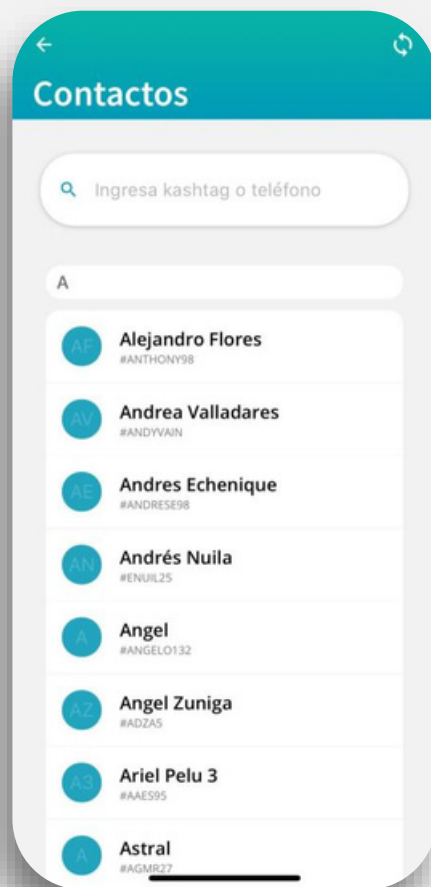 Contactos
Ingresa kashtag o teléfono
A
AF
Alejandro Flores
#ANTHONY98
AV
Andrea Valladares
#ANDYVAIN
AE
Andres Echenique
#ANDRESE98
AN
Andrés Nuila
#ENUIL25
A
Angel
#ANGELO132
AZ
Angel Zuniga
#ADZA5
A3
Ariel Pelu 3
#AAES95
A
Astral
#AGMR27